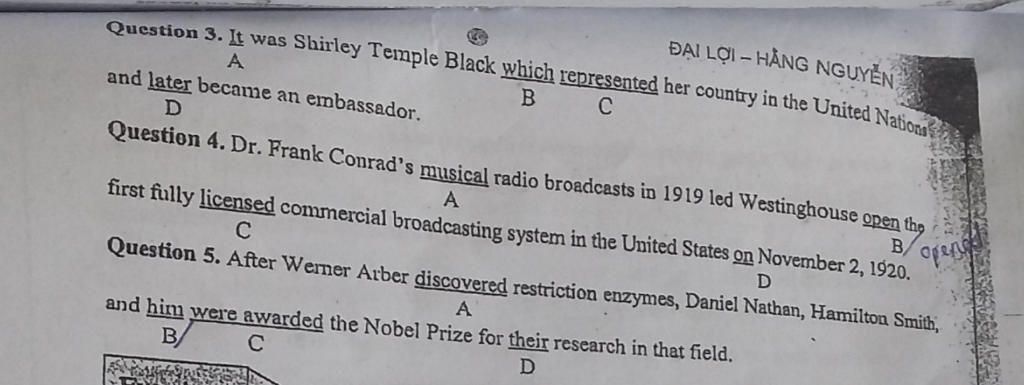 ĐẠI LỢI – HẰNG NGUYỄN
Question 3. It was Shirley Temple Black which represented her country in the United Nations
A B C
and later became an embassador.
D
Question 4. Dr. Frank Conrad's musical radio broadcasts in 1919 led Westinghouse open the
A B
first fully licensed commercial broadcasting system in the United States on November 2, 1920.
C D
Question 5. After Werner Arber discovered restriction enzymes, Daniel Nathan, Hamilton Smith,
A
and him were awarded the Nobel Prize for their research in that field.
B C D